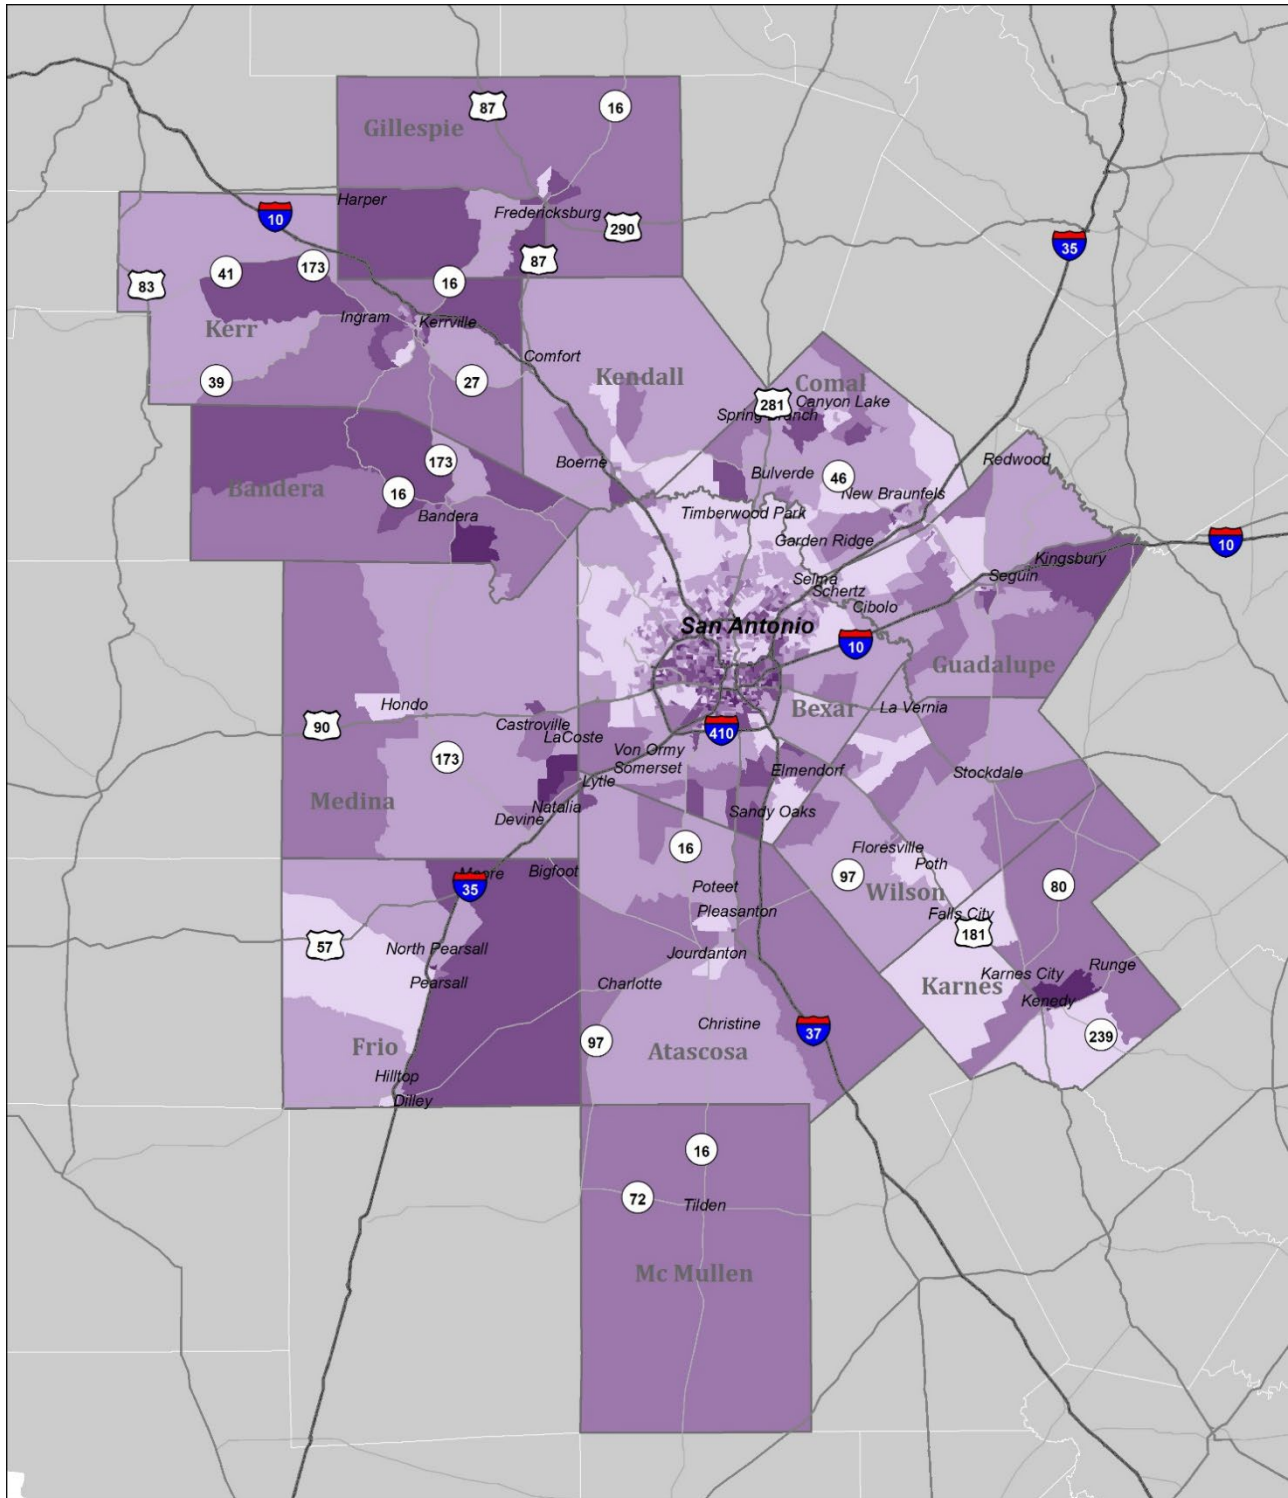 87
16
Gillespie
Harper
10
Fredericksburg
290
87
35
41
173
16
83
Ingram
Kerrville
Kerr
Comfort
39
27
Kendall
Comal
281
Canyon Lake
Spring Branch
Redwood
173
Boerne
Bulverde
46
Bandera
16
New Braunfels
Bandera
Timberwood Park
Garden Ridge
10
Kingsbury
Selma
Seguin
Schertz
Cibolo
San Antonio
10
Guadalupe
Hondo
La Vernia
Bexar
90
Castroville
410
LaCoste
Von Ormy
173
Somerset
Elmendorf
Stockdale
Lytle
Medina
Natalia
Sandy Oaks
Devine
16
Floresville
Poth
Moore
Bigfoot
97
Wilson
80
35
Poteet
Pleasanton
Falls City
57
North Pearsall
181
Jourdanton
Runge
Karnes City
Pearsall
Charlotte
Karnes
Kenedy
Christine
37
239
97
Frio
Atascosa
Hilltop
Dilley
16
72
Tilden
Mc Mullen